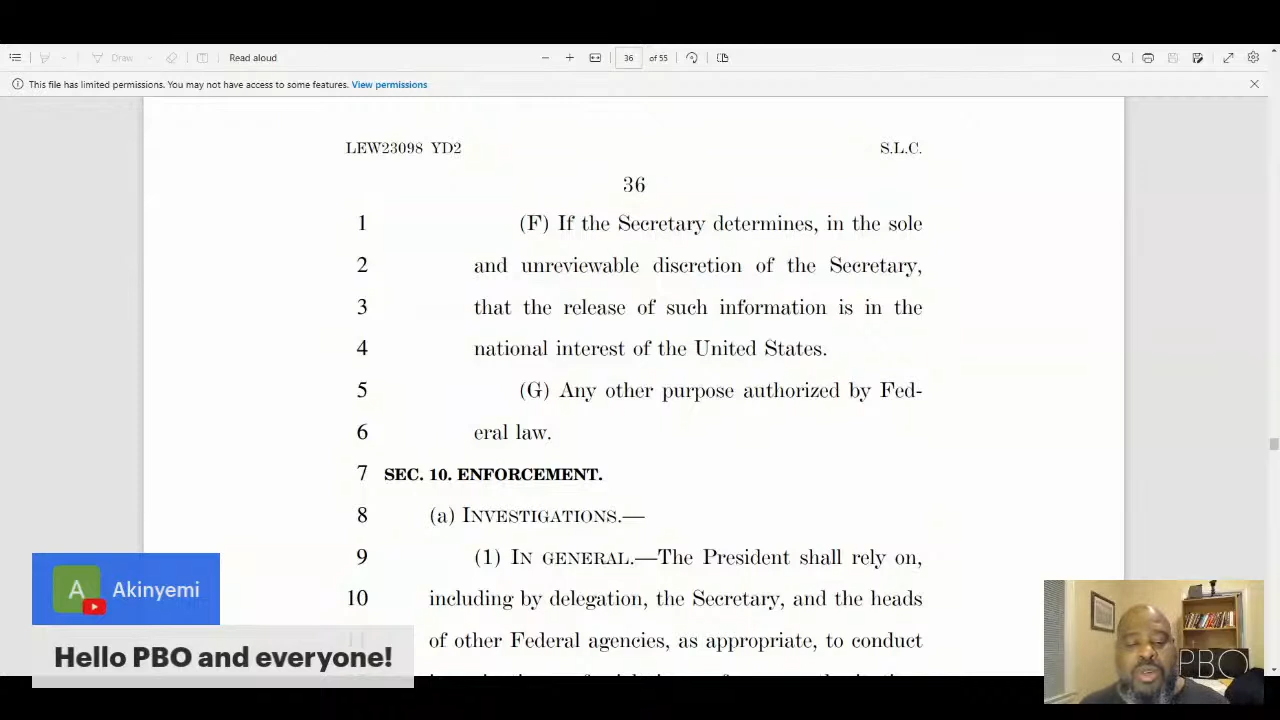 Draw
Read aloud
36 of 55
This file has limited permissions. You may not have access to some features. View permissions
LEW23098 YD2 S.L.C.
36
1 (F) If the Secretary determines, in the sole
2 and unreviewable discretion of the Secretary,
3 that the release of such information is in the
4 national interest of the United States.
5 (G) Any other purpose authorized by Fed-
6 eral law.
7 SEC. 10. ENFORCEMENT.
8 (a) INVESTIGATIONS.—
9 (1) IN GENERAL.—The President shall rely on,
10 including by delegation, the Secretary, and the heads
of other Federal agencies, as appropriate, to conduct
A Akinyemi
Hello PBO and everyone!
PBO